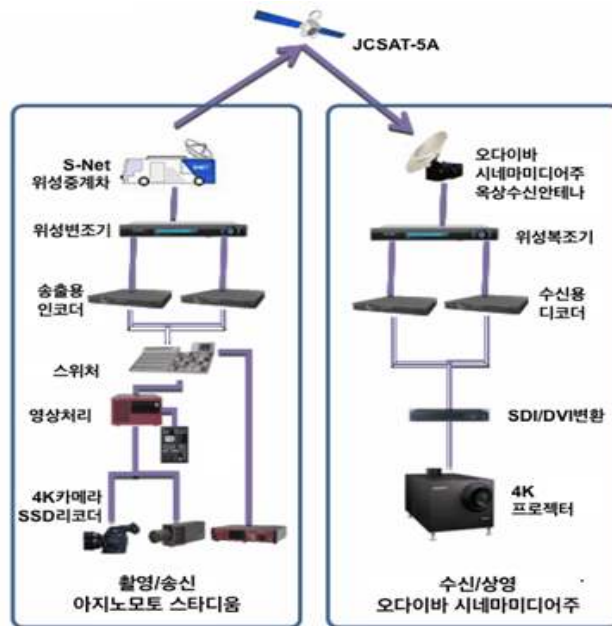 JCSAT-5A
S-Net
위성중계차
위성변조기
송출용
인코더
스위처
영상처리
4K카메라
SSD리코더
촬영/송신
아지노모토 스타디움
오다이바
시네마미디어주
옥상수신안테나
위성복조기
수신용
디코더
SDI/DVI변환
4K
프로젝터
수신/상영
오다이바 시네마미디어주